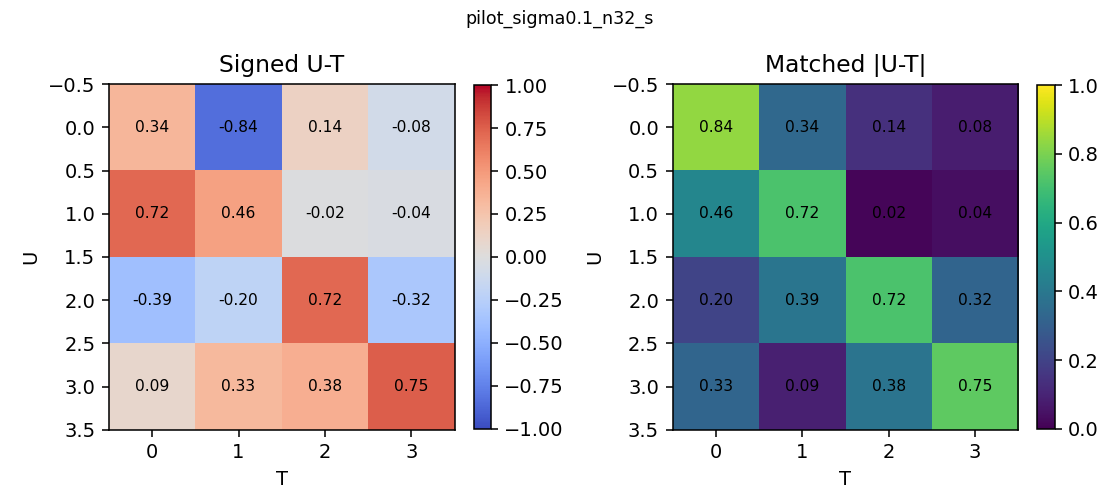 pilot_sigma0.1_n32_s
Signed U-T
−0.5
0.0
0.5
1.0
1.5
2.0
2.5
3.0
3.5
U
0.34 -0.84 0.14 -0.08
0.72 0.46 -0.02 -0.04
-0.39 -0.20 0.72 -0.32
0.09 0.33 0.38 0.75
0 1 2 3
T
1.00
0.75
0.50
0.25
0.00
−0.25
−0.50
−0.75
−1.00
Matched |U-T|
−0.5
0.0
0.5
1.0
1.5
2.0
2.5
3.0
3.5
U
0.84 0.34 0.14 0.08
0.46 0.72 0.02 0.04
0.20 0.39 0.72 0.32
0.33 0.09 0.38 0.75
0 1 2 3
T
1.0
0.8
0.6
0.4
0.2
0.0